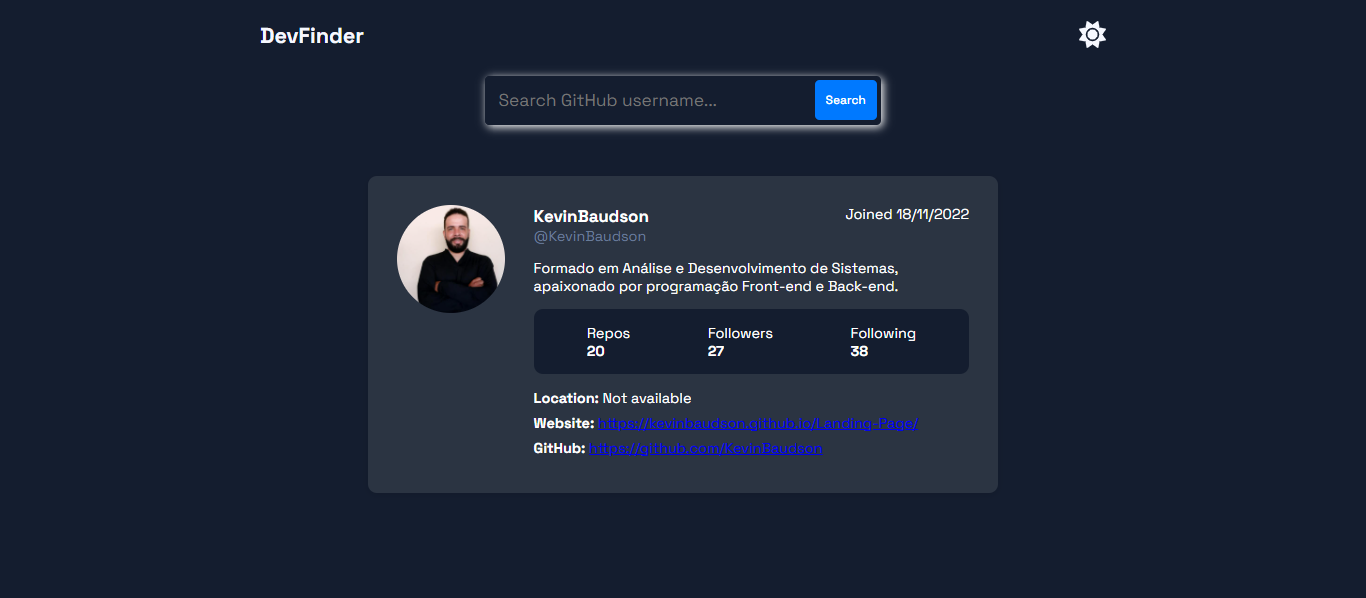 DevFinder
Search GitHub username...
Search
KevinBaudson
Joined 18/11/2022
@KevinBaudson
Formado em Análise e Desenvolvimento de Sistemas,
apaixonado por programação Front-end e Back-end.
Repos Followers Following
20 27 38
Location: Not available
Website: https://kevinbaudson.github.io/Landing-Page/
GitHub: https://github.com/KevinBaudson